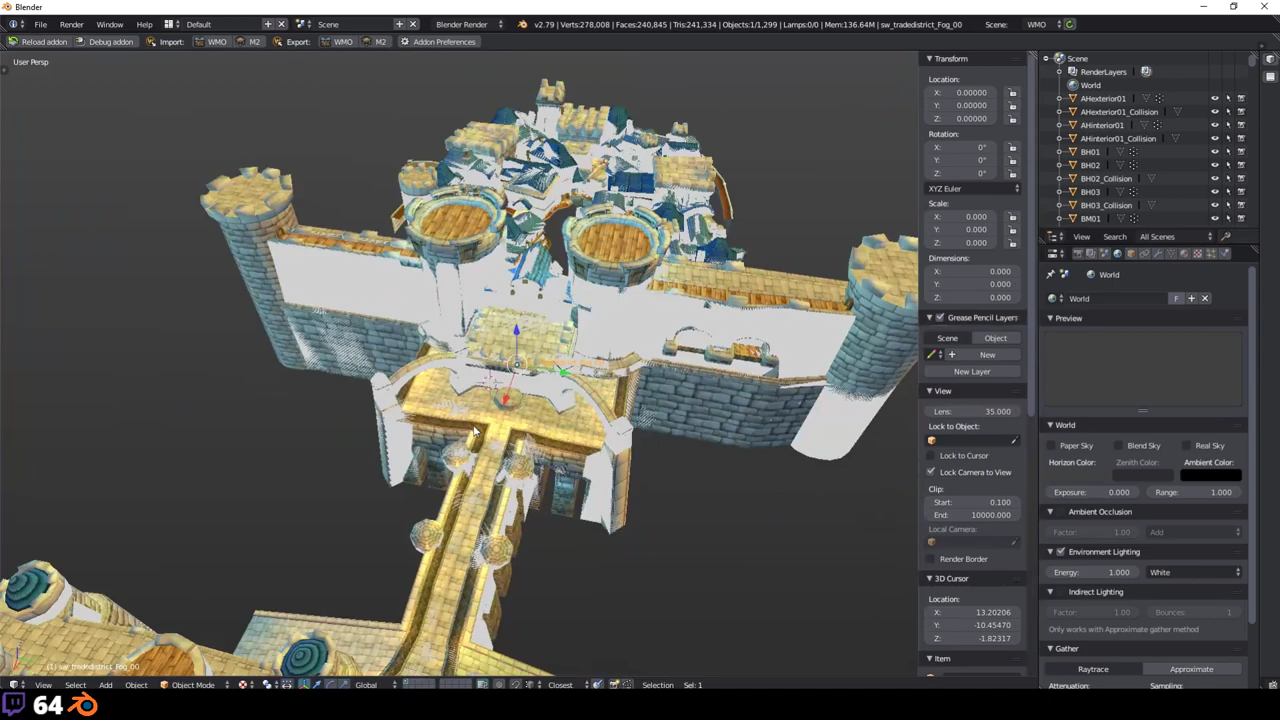 Blender
File Render Window Help Default Scene Blender Render v2.79 | Verts:278,008 | Faces:240,845 | Tris:241,334 | Objects:1/1,299 | Lamps:0/0 | Mem:136.64M | sw_tradedistrict_Fog_00 Scene: WMO
Reload addon Debug addon Import: WMO M2 Export: WMO M2 Addon Preferences
User Persp
(1) sw_tradedistrict_Fog_00
View Select Add Object Object Mode Global Closest Selection Sel: 1
64
Transform
Location:
X: 0.00000
Y: 0.00000
Z: 0.00000
Rotation:
X: 0°
Y: 0°
Z: 0°
XYZ Euler
Scale:
X: 0.000
Y: 0.000
Z: 0.000
Dimensions:
X: 0.000
Y: 0.000
Z: 0.000
Grease Pencil Layers
Scene Object
New
New Layer
View
Lens: 35.000
Lock to Object:
Lock to Cursor
Lock Camera to View
Clip:
Start: 0.100
End: 10000.000
Local Camera:
Render Border
3D Cursor
Location:
X: 13.20206
Y: -10.45470
Z: -1.82317
Item
Scene
RenderLayers
World
AHexterior01
AHexterior01_Collision
AHinterior01
AHinterior01_Collision
BH01
BH02
BH02_Collision
BH03
BH03_Collision
BM01
View Search All Scenes
World
World F
Preview
World
Paper Sky Blend Sky Real Sky
Horizon Color: Zenith Color: Ambient Color:
Exposure: 0.000 Range: 1.000
Ambient Occlusion
Factor: 1.00 Add
Environment Lighting
Energy: 1.000 White
Indirect Lighting
Factor: 1.00 Bounces: 1
Only works with Approximate gather method
Gather
Raytrace Approximate
Attenuation: Sampling: